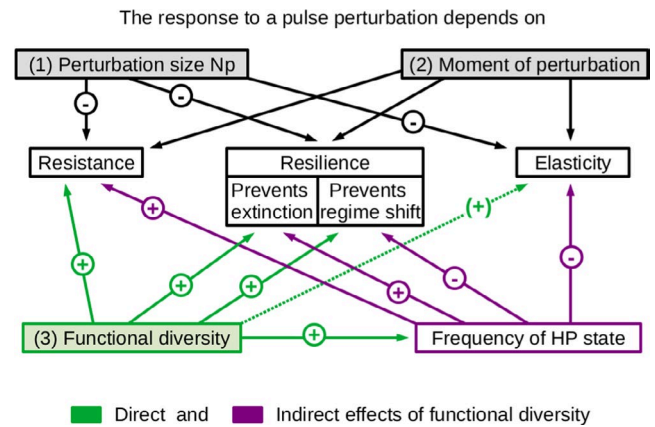 The response to a pulse perturbation depends on
(1) Perturbation size Np
(2) Moment of perturbation
-
-
-
Resistance
Resilience
Elasticity
Prevents extinction
Prevents regime shift
+
(+)
+
-
+
+
+
-
(3) Functional diversity
+
Frequency of HP state
Direct and
Indirect effects of functional diversity